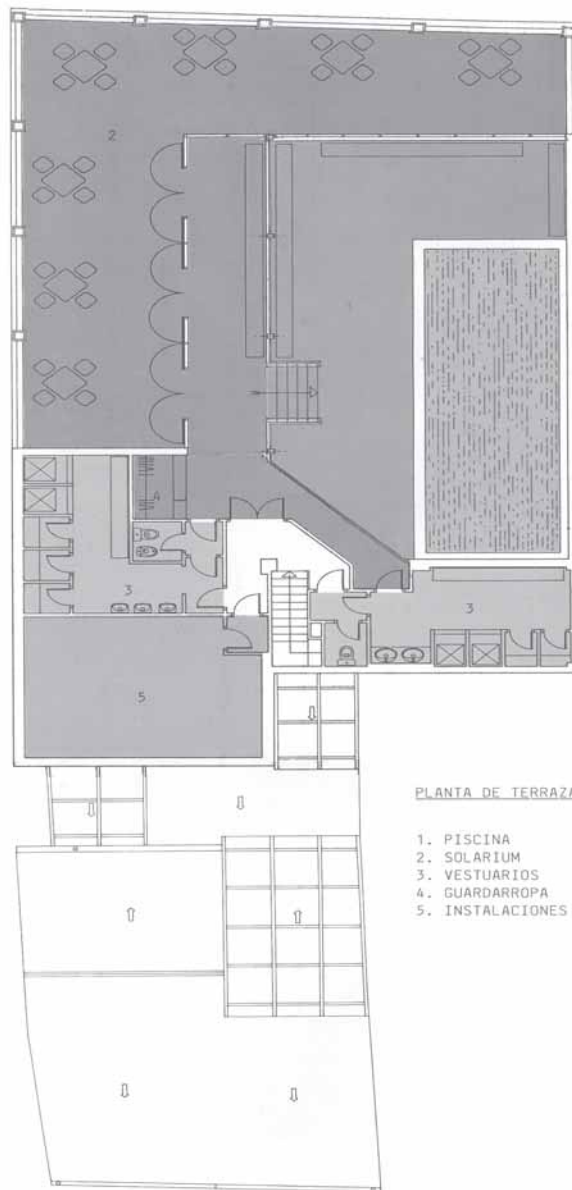 2
1
4
3
3
5
PLANTA DE TERRAZA
1. PISCINA
2. SOLARIUM
3. VESTUARIOS
4. GUARDARROPA
5. INSTALACIONES